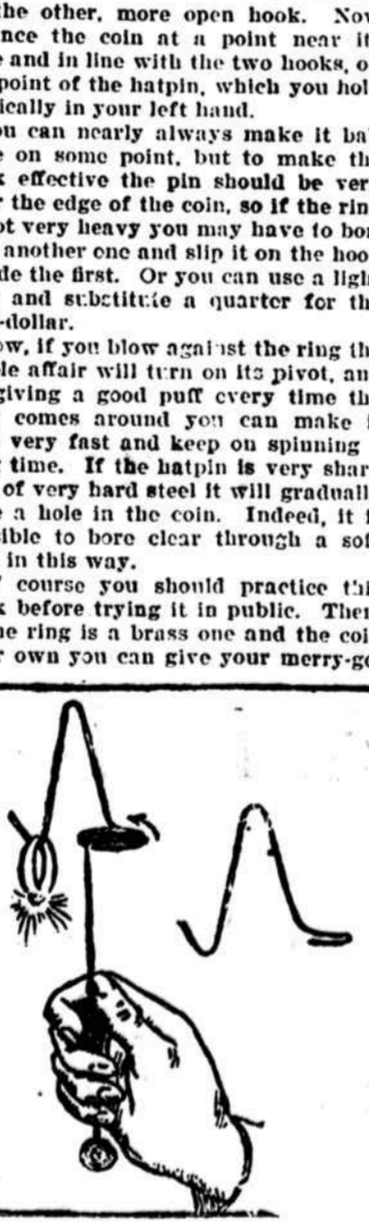 the other, more open hook. Nov
nce the coin at a point near it
e and in line with the two hooks, o
point of the hatpin, which you hol
ically in your left hand.
ou can nearly always make it bal
e on some point, but to make th
k effective the pin should be ver
r the edge of the coin, so if the rin
ot very heavy you may have to bor
another one and slip it on the hoo
de the first. Or you can use a ligh
and substitute a quarter for th
-dollar.
ow, if you blow against the ring th
le affair will turn on its pivot, an
giving a good puff every time th
comes around you can make i
very fast and keep on spinning
g time. If the hatpin is very shar
of very hard steel it will graduall
e a hole in the coin. Indeed, it i
sible to bore clear through a sof
in this way.
f course you should practice thi
k before trying it in public. Then
he ring is a brass one and the coi
r own you can give your merry-go